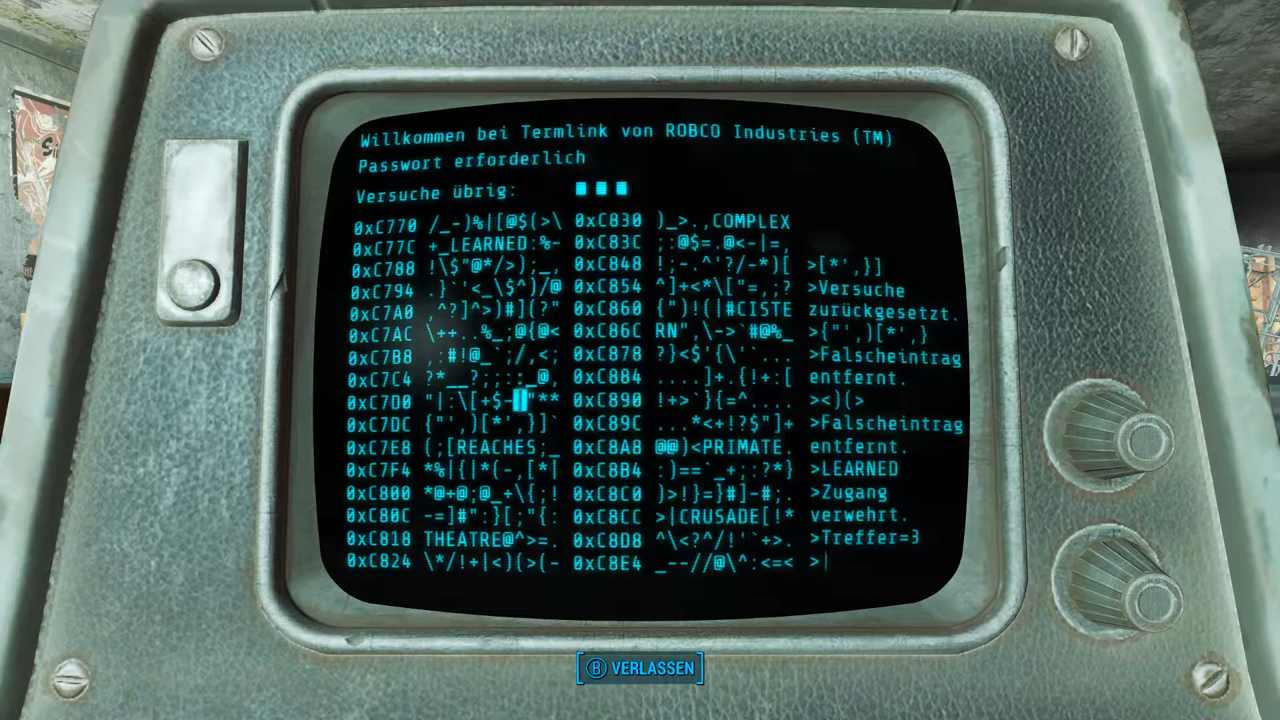 Willkommen bei Termlink von ROBCO Industries (TM)
Passwort erforderlich
Versuche übrig:
0xC770 /_-)%|[@$(>\ 0xC830 )_>.,COMPLEX
0xC77C +_LEARNED:%- 0xC83C ;:@$=.@<-|=,
0xC788 !\$"@*/>);_, 0xC848 !;-.^'?/-*)[ >[*',}]
0xC794 .}`'<_\$^)/@ 0xC854 ^]+<*\["=,;? >Versuche
0xC7A0 ,^?]^>)#](?" 0xC860 {")!(|#CISTE zurückgesetzt.
0xC7AC \++..%_;@{@< 0xC86C RN",\->`#@%_ >{"',)[*',}
0xC7B8 ,:#!@_`;/,<; 0xC878 ?}<$'{\'`... >Falscheintrag
0xC7C4 ?*__?;;:;_@, 0xC884 ....]+.{!+:[ entfernt.
0xC7D0 "|:\[+$-("** 0xC890 !+>`}{=^.... ><)(>
0xC7DC {"',)[*',}]` 0xC89C ...*<+!?$"]+ >Falscheintrag
0xC7E8 (;[REACHES;_ 0xC8A8 @@)<PRIMATE. entfernt.
0xC7F4 *%|{|*(-,[*| 0xC8B4 :)==`_+;:?*} >LEARNED
0xC800 *@+@;@_+\{;! 0xC8C0 )>!}=}#]-#;. >Zugang
0xC80C -=]#":}[;"{: 0xC8CC >|CRUSADE[!* verwehrt.
0xC818 THEATRE@^>=. 0xC8D8 ^\<?^/!'`+>. >Treffer=3
0xC824 \*/!+|<)(>(- 0xC8E4 _--//@\^:<=< >|
B VERLASSEN